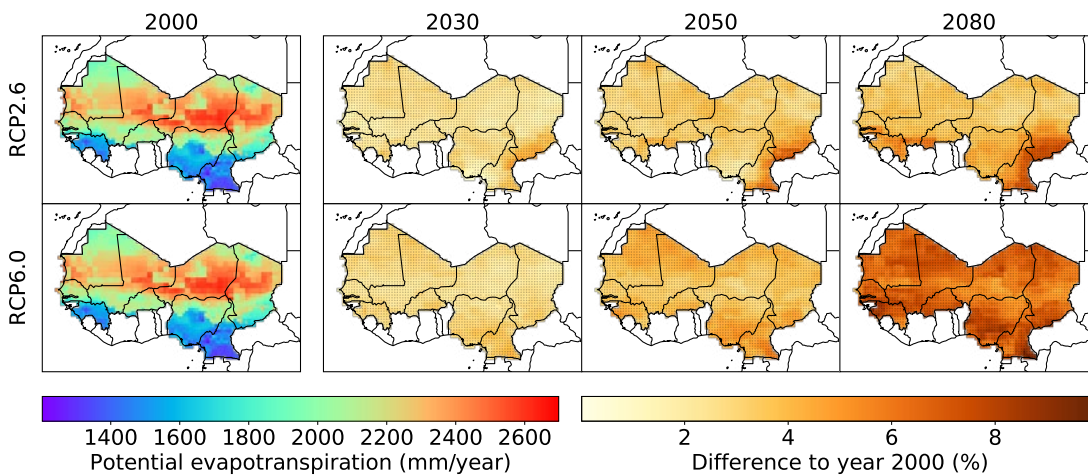 2000
2030
2050
2080
RCP2.6
RCP6.0
1400 1600 1800 2000 2200 2400 2600
Potential evapotranspiration (mm/year)
2 4 6 8
Difference to year 2000 (%)